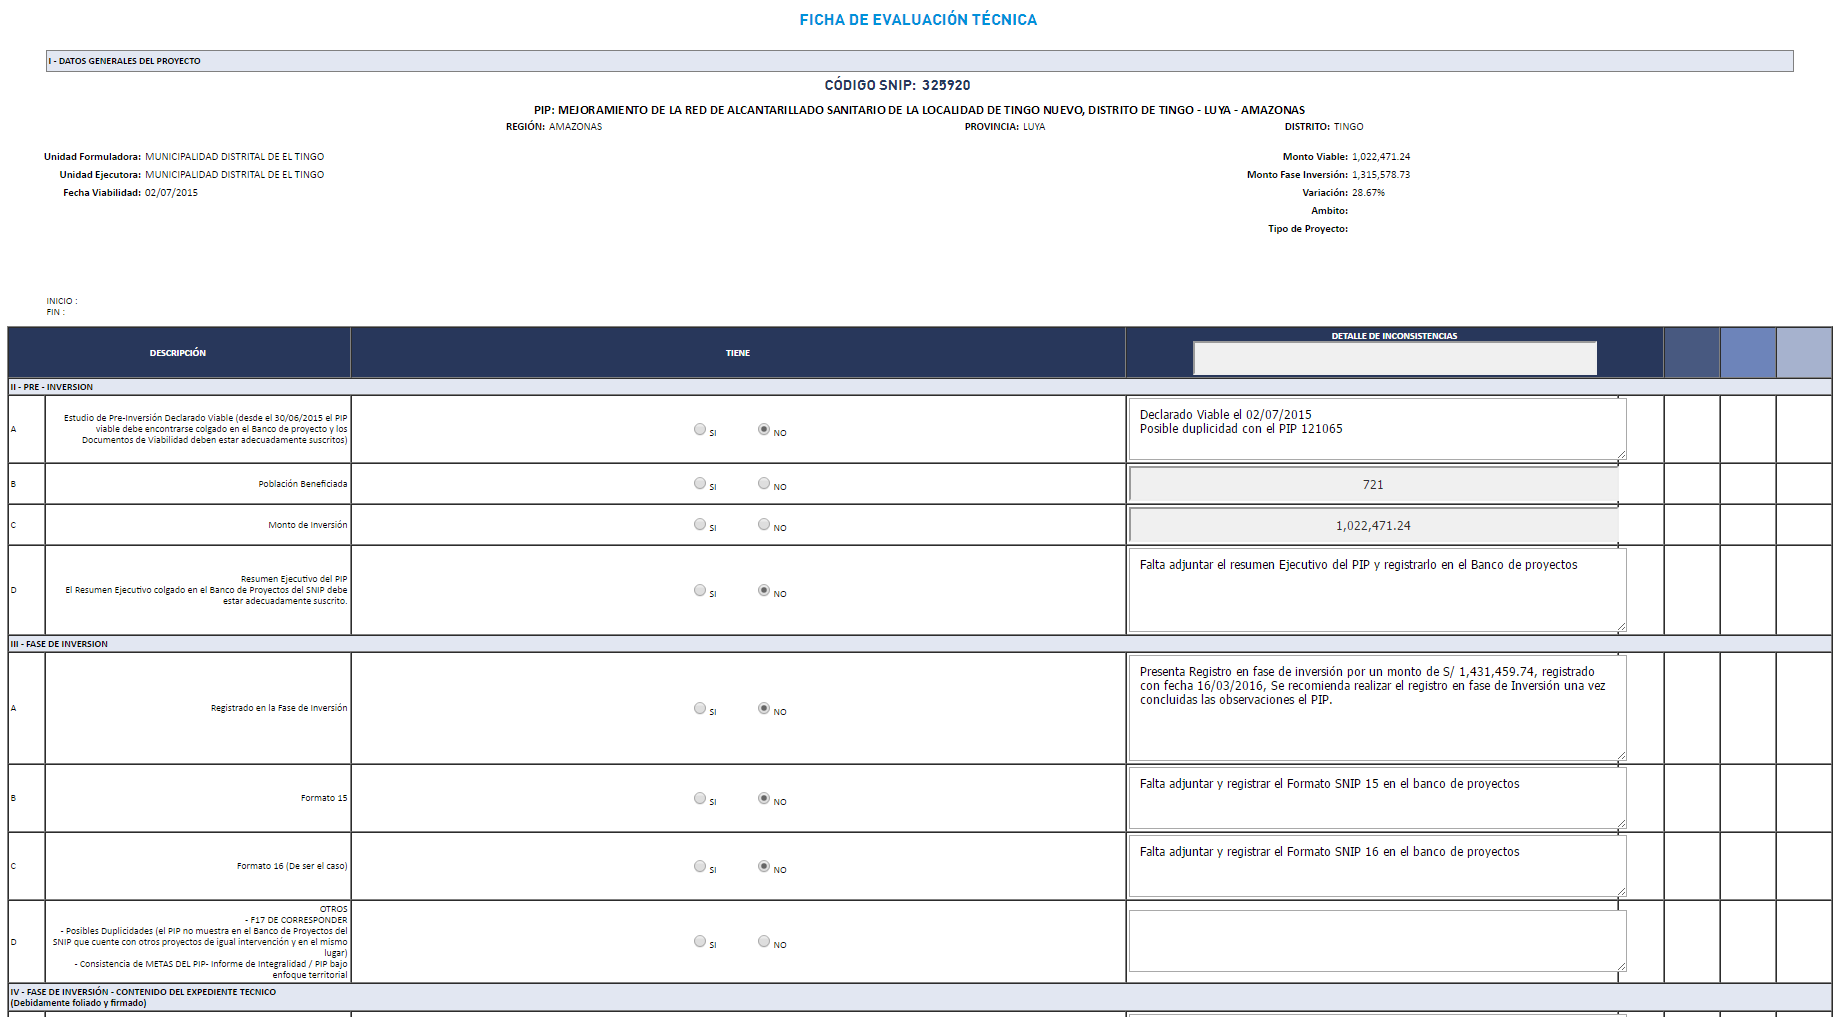 FICHA DE EVALUACIÓN TÉCNICA
I - DATOS GENERALES DEL PROYECTO
CÓDIGO SNIP: 325920
PIP: MEJORAMIENTO DE LA RED DE ALCANTARILLADO SANITARIO DE LA LOCALIDAD DE TINGO NUEVO, DISTRITO DE TINGO - LUYA - AMAZONAS
REGIÓN: AMAZONAS PROVINCIA: LUYA DISTRITO: TINGO
Unidad Formuladora: MUNICIPALIDAD DISTRITAL DE EL TINGO Monto Viable: 1,022,471.24
Unidad Ejecutora: MUNICIPALIDAD DISTRITAL DE EL TINGO Monto Fase Inversión: 1,315,578.73
Fecha Viabilidad: 02/07/2015 Variación: 28.67%
Ambito:
Tipo de Proyecto:
INICIO :
FIN :
DESCRIPCIÓN TIENE DETALLE DE INCONSISTENCIAS
II - PRE - INVERSION
A
Estudio de Pre-Inversión Declarado Viable (desde el 30/06/2015 el PIP
viable debe encontrarse colgado en el Banco de proyecto y los
Documentos de Viabilidad deben estar adecuadamente suscritos)
SI NO
Declarado Viable el 02/07/2015
Posible duplicidad con el PIP 121065
B Población Beneficiada SI NO 721
C Monto de Inversión SI NO 1,022,471.24
D
Resumen Ejecutivo del PIP
El Resumen Ejecutivo colgado en el Banco de Proyectos del SNIP debe
estar adecuadamente suscrito.
SI NO
Falta adjuntar el resumen Ejecutivo del PIP y registrarlo en el Banco de proyectos
III - FASE DE INVERSION
A Registrado en la Fase de Inversión SI NO
Presenta Registro en fase de inversión por un monto de S/ 1,431,459.74, registrado
con fecha 16/03/2016, Se recomienda realizar el registro en fase de Inversión una vez
concluidas las observaciones el PIP.
B Formato 15 SI NO
Falta adjuntar y registrar el Formato SNIP 15 en el banco de proyectos
C Formato 16 (De ser el caso) SI NO
Falta adjuntar y registrar el Formato SNIP 16 en el banco de proyectos
D
OTROS
- F17 DE CORRESPONDER
- Posibles Duplicidades (el PIP no muestra en el Banco de Proyectos del
SNIP que cuente con otros proyectos de igual intervención y en el mismo
lugar)
- Consistencia de METAS DEL PIP- Informe de Integralidad / PIP bajo
enfoque territorial
SI NO
IV - FASE DE INVERSIÓN - CONTENIDO DEL EXPEDIENTE TECNICO
(Debidamente foliado y firmado)